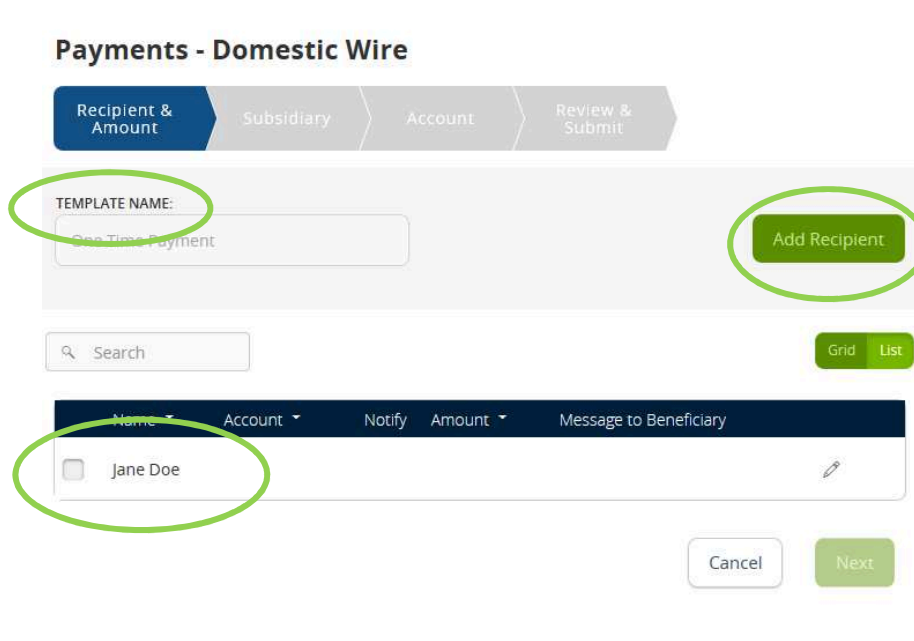 Payments - Domestic Wire
Recipient &
Amount
Subsidiary
Account
Review &
Submit
TEMPLATE NAME:
One Time Payment
Add Recipient
Search
Grid List
Name Account Notify Amount Message to Beneficiary
Jane Doe
Cancel
Next